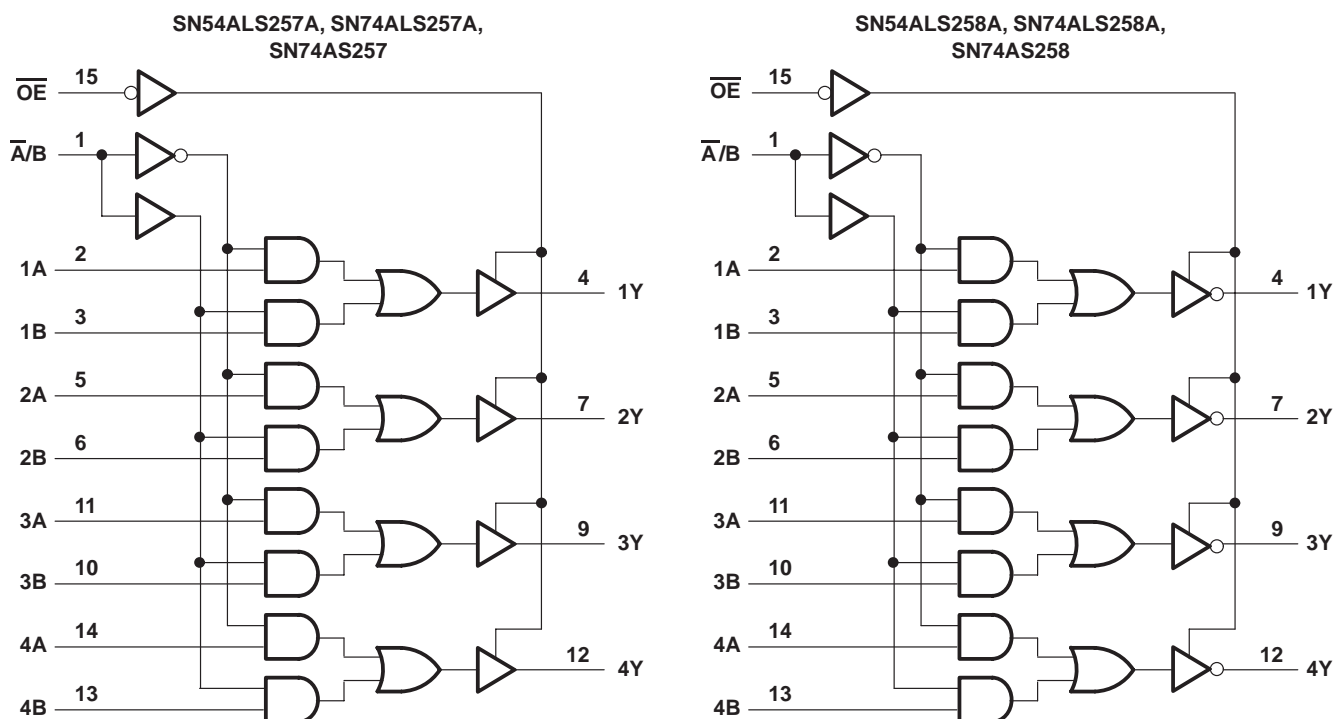 SN54ALS257A, SN74ALS257A,
SN74AS257
OE 15
A/B 1
1A 2
4 1Y
1B 3
2A 5
7 2Y
2B 6
3A 11
9 3Y
3B 10
4A 14
12 4Y
4B 13
SN54ALS258A, SN74ALS258A,
SN74AS258
OE 15
A/B 1
1A 2
4 1Y
1B 3
2A 5
7 2Y
2B 6
3A 11
9 3Y
3B 10
4A 14
12 4Y
4B 13